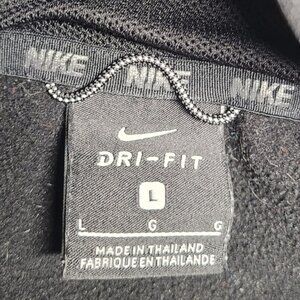 NIKE NIKE NIKE
DRI-FIT
L
L G G
MADE IN THAILAND
FABRIQUE EN THAILANDE